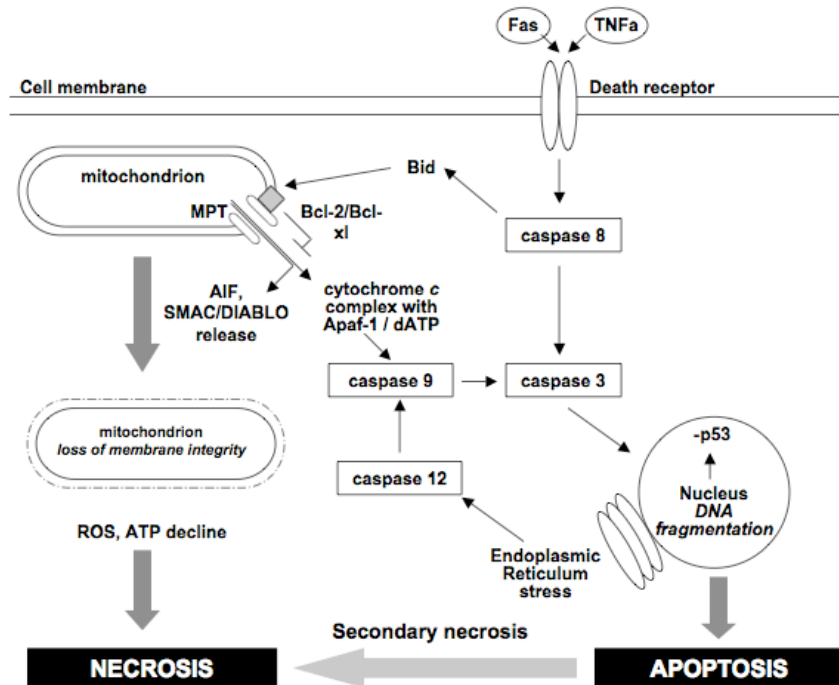 Fas
TNFa
Cell membrane
Death receptor
mitochondrion
Bid
MPT
Bcl-2/Bcl-
xl
caspase 8
AIF,
SMAC/DIABLO
release
cytochrome c
complex with
Apaf-1 / dATP
caspase 9
caspase 3
mitochondrion
loss of membrane integrity
-p53
caspase 12
Nucleus
DNA
fragmentation
ROS, ATP decline
Endoplasmic
Reticulum
stress
Secondary necrosis
NECROSIS
APOPTOSIS